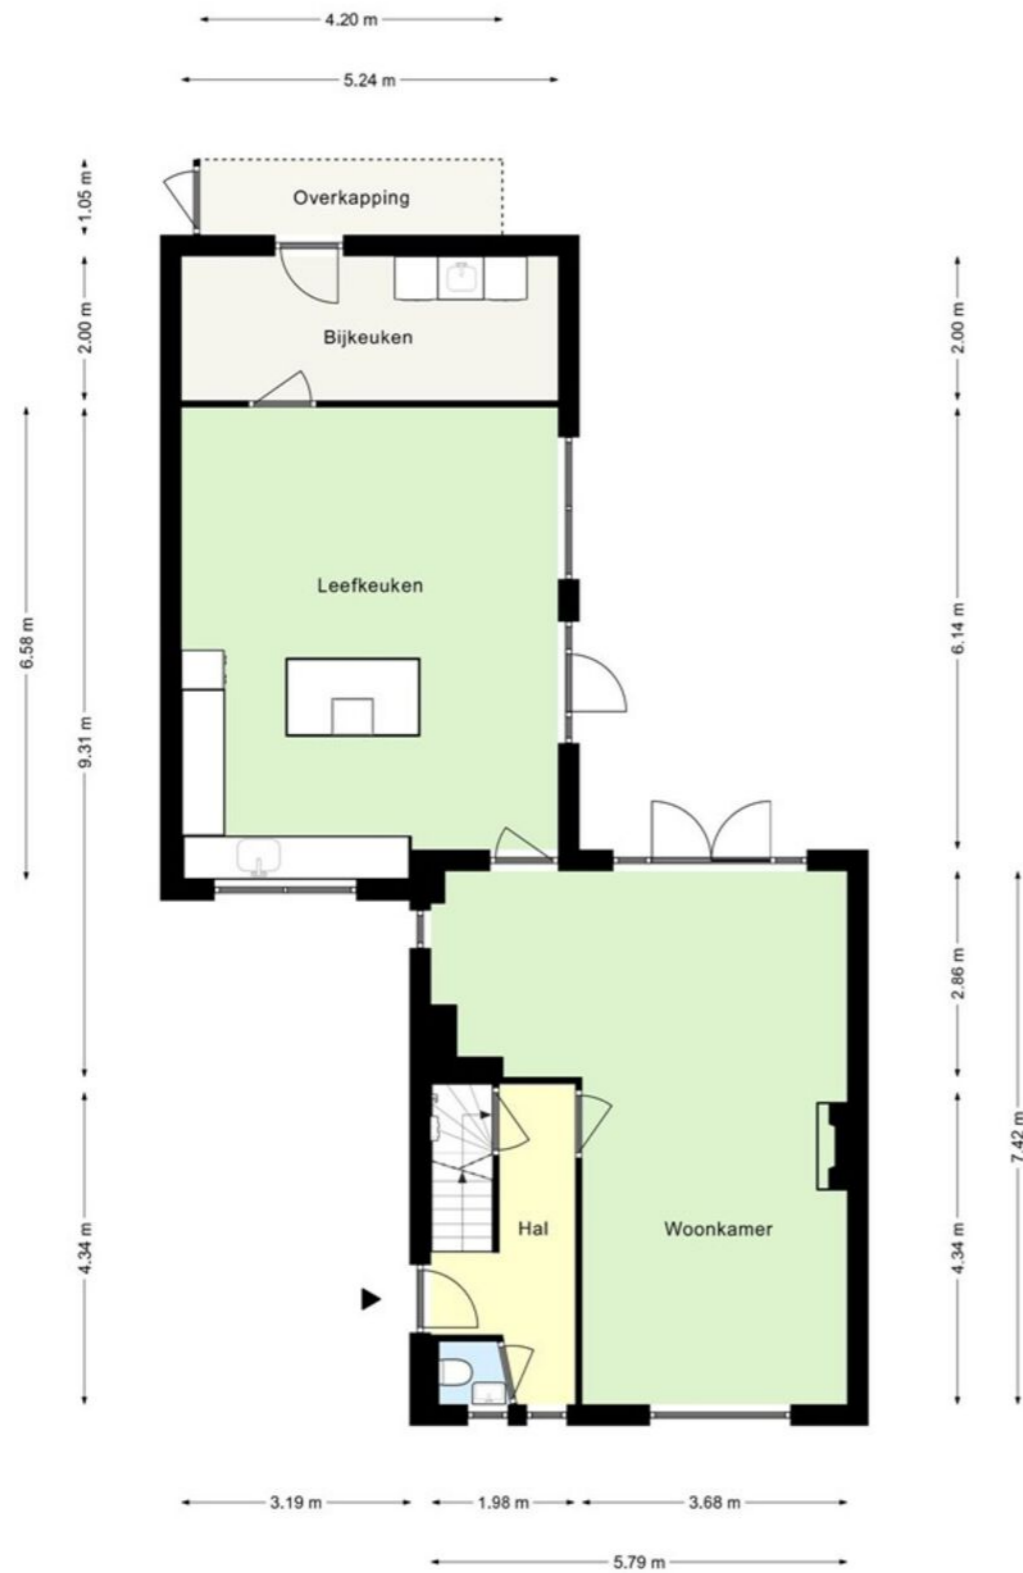 4.20 m
5.24 m
1.05 m
Overkapping
2.00 m
2.00 m
Bijkeuken
6.58 m
9.31 m
Leefkeuken
6.14 m
2.86 m
7.42 m
4.34 m
Hal
Woonkamer
4.34 m
3.19 m
1.98 m
3.68 m
5.79 m